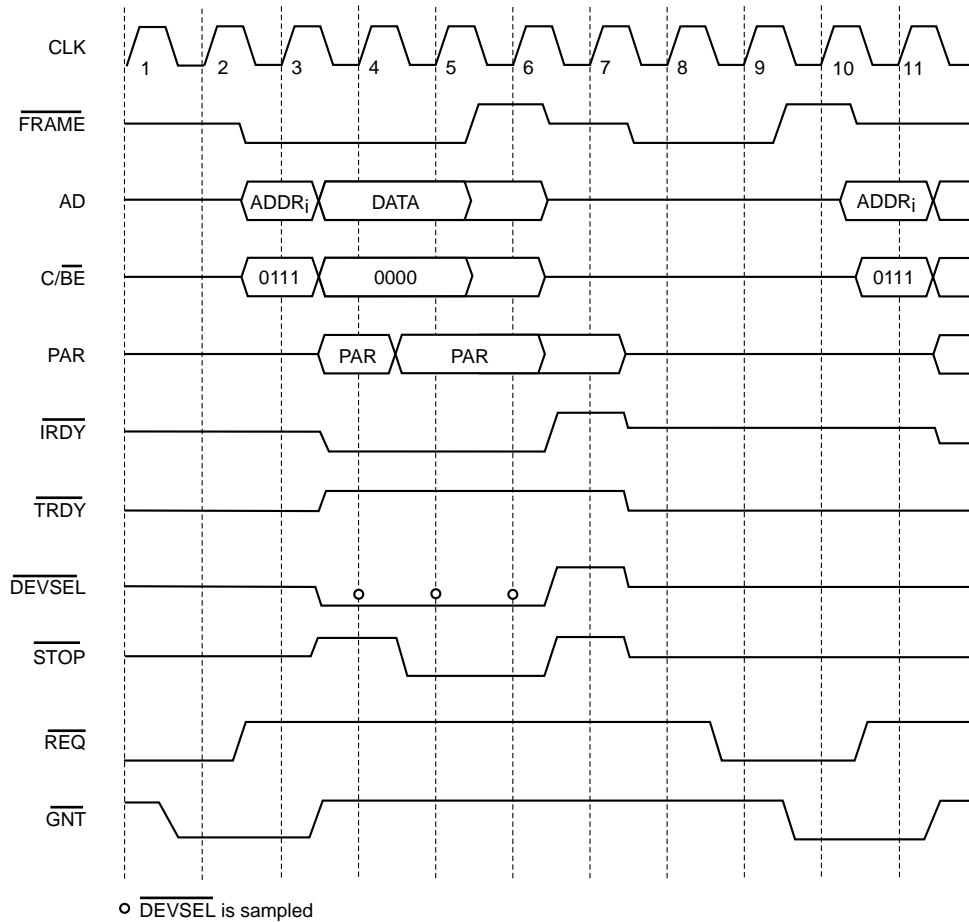 CLK
1 2 3 4 5 6 7 8 9 10 11
FRAME
AD
ADDRi DATA ADDRi
C/BE
0111 0000 0111
PAR
PAR PAR
IRDY
TRDY
DEVSEL
STOP
REQ
GNT
DEVSEL is sampled